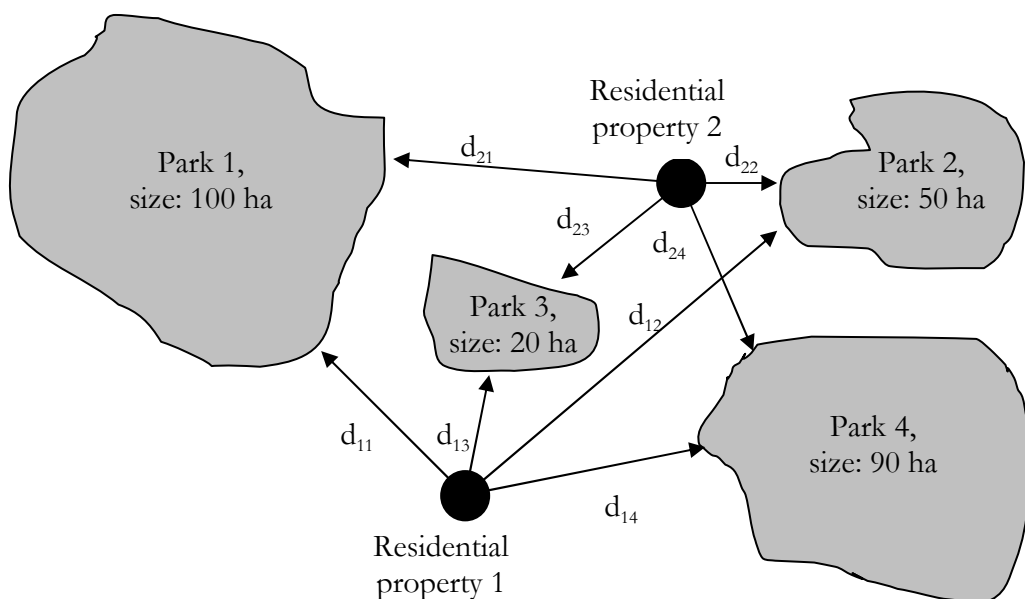 Residential
property 2
Park 1,
size: 100 ha
d₂₁
d₂₂
Park 2,
size: 50 ha
d₂₃
d₂₄
Park 3,
size: 20 ha
d₁₂
d₁₁
d₁₃
Park 4,
size: 90 ha
d₁₄
Residential
property 1